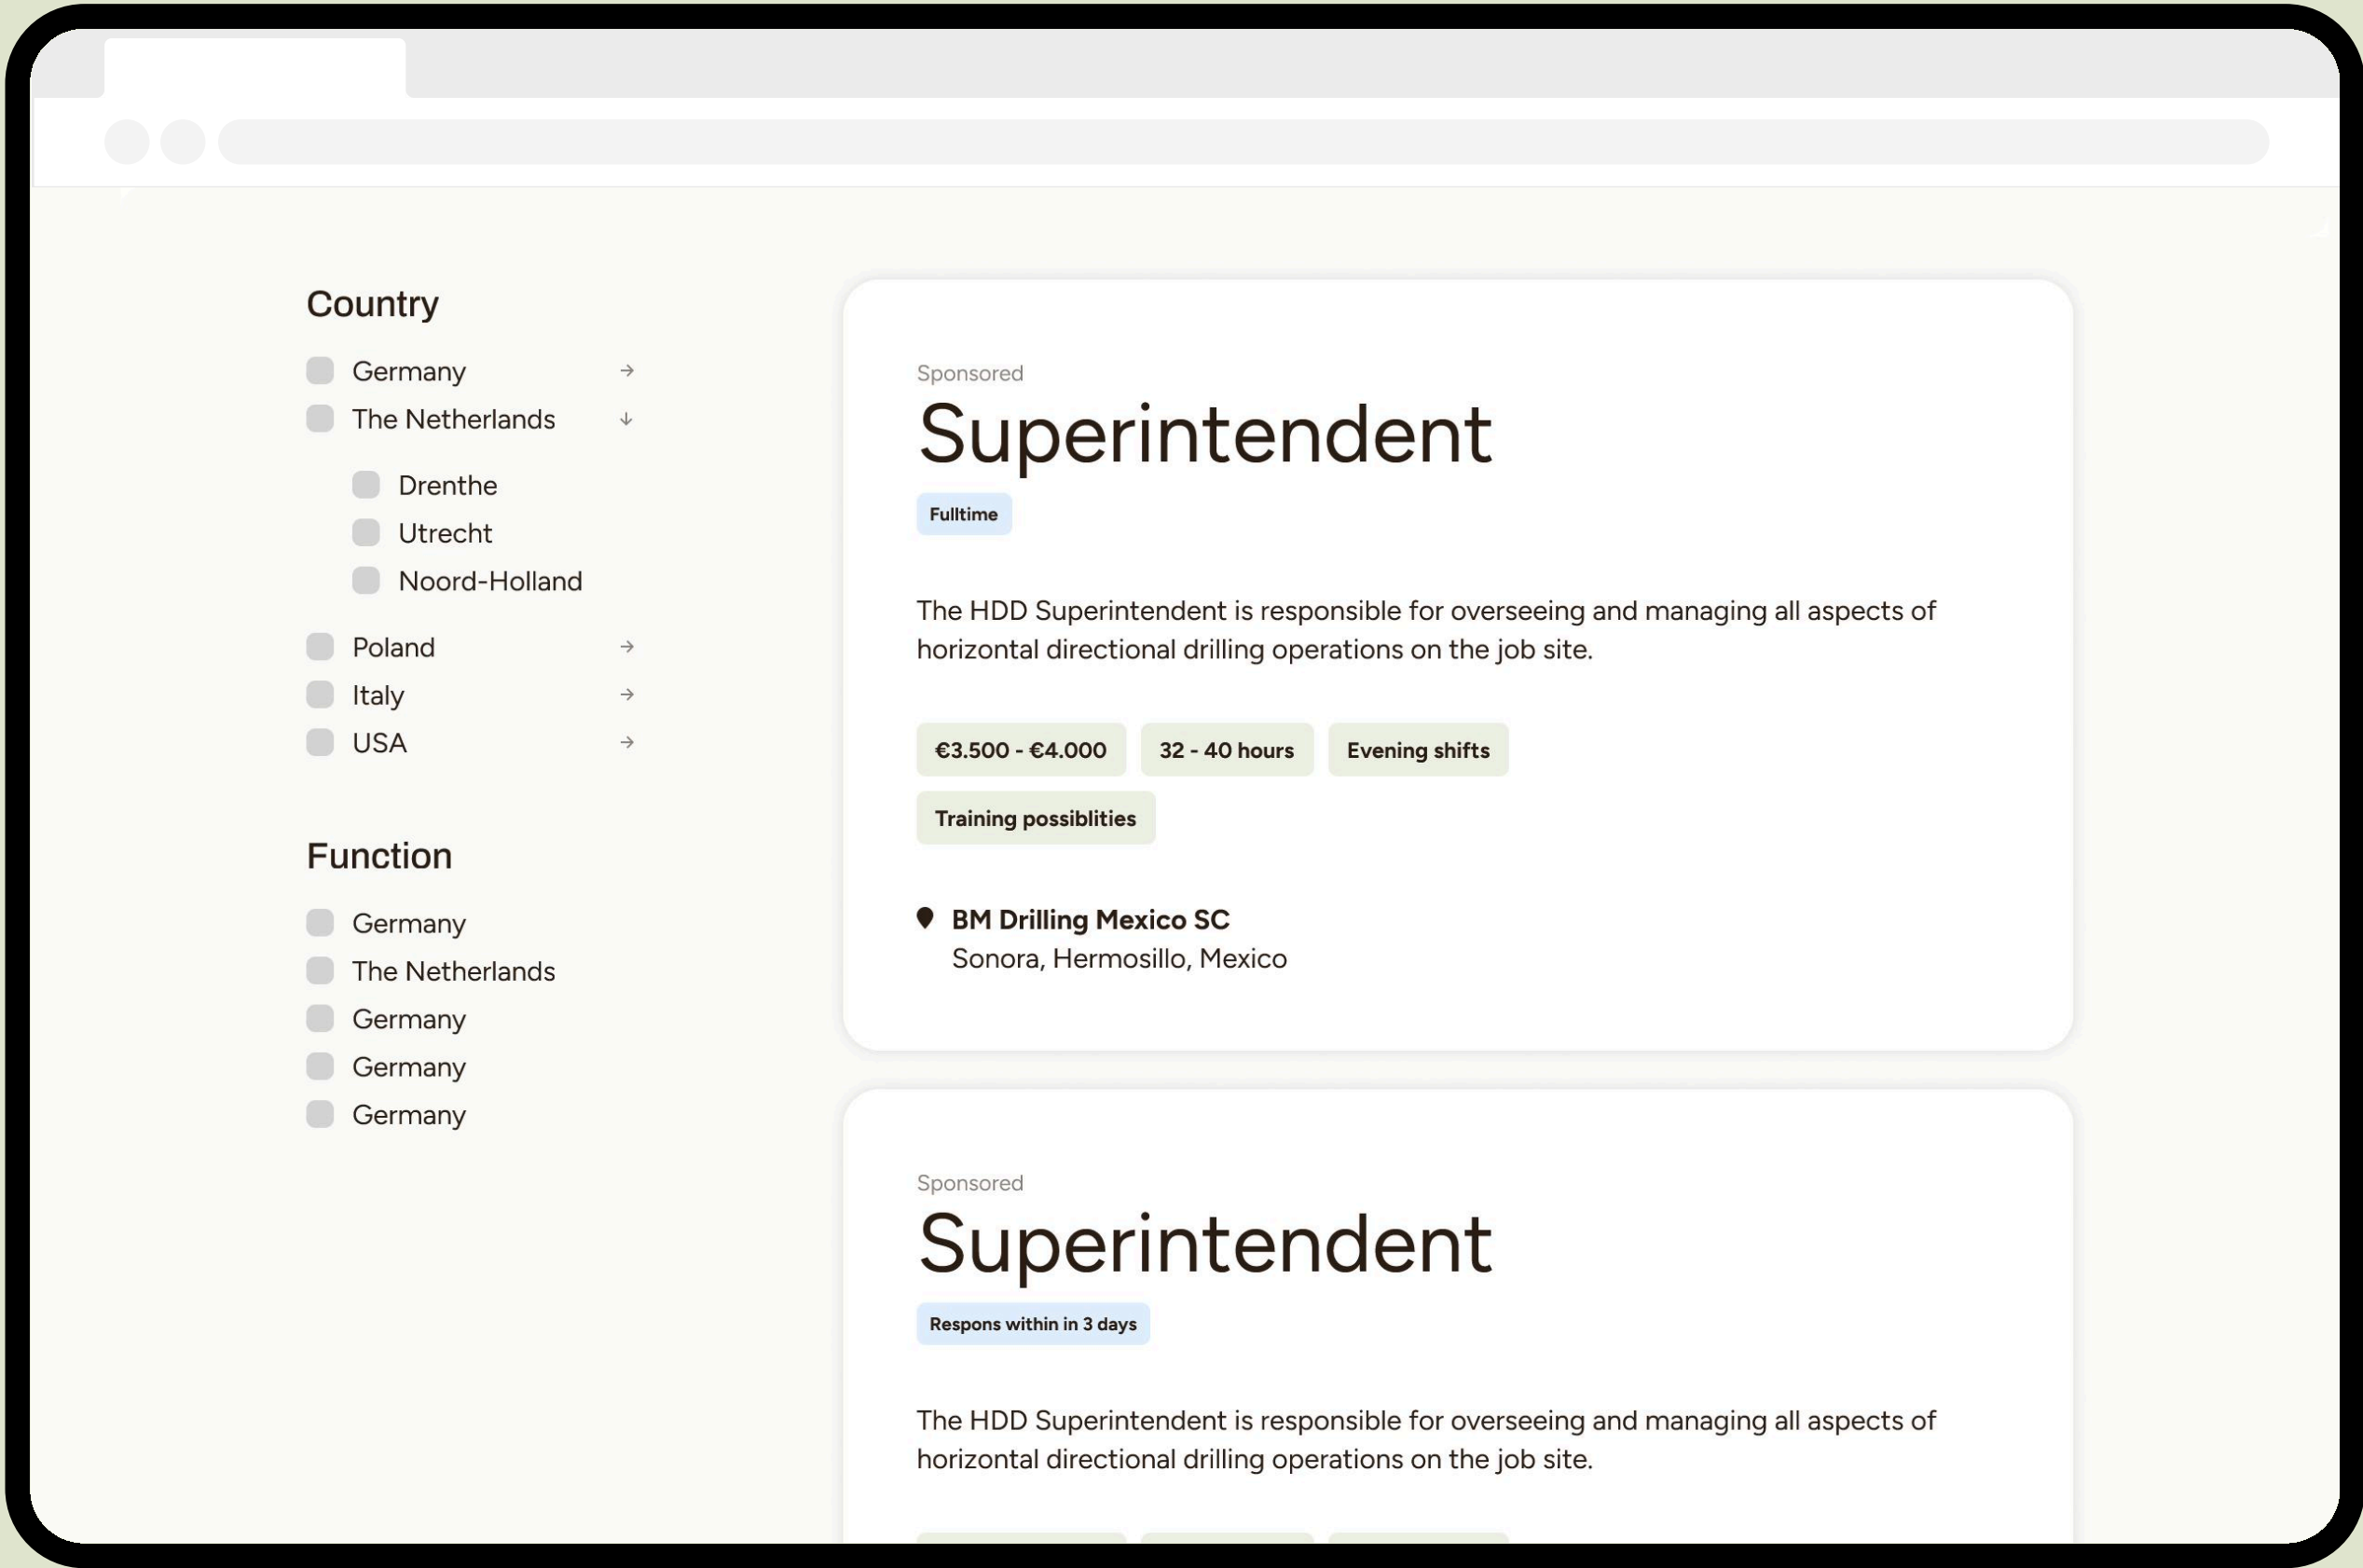 Country
Germany
The Netherlands
Drenthe
Utrecht
Noord-Holland
Poland
Italy
USA
Function
Germany
The Netherlands
Germany
Germany
Germany
Sponsored
Superintendent
Fulltime
The HDD Superintendent is responsible for overseeing and managing all aspects of
horizontal directional drilling operations on the job site.
€3.500 - €4.000
32 - 40 hours
Evening shifts
Training possiblities
BM Drilling Mexico SC
Sonora, Hermosillo, Mexico
Sponsored
Superintendent
Respons within in 3 days
The HDD Superintendent is responsible for overseeing and managing all aspects of
horizontal directional drilling operations on the job site.